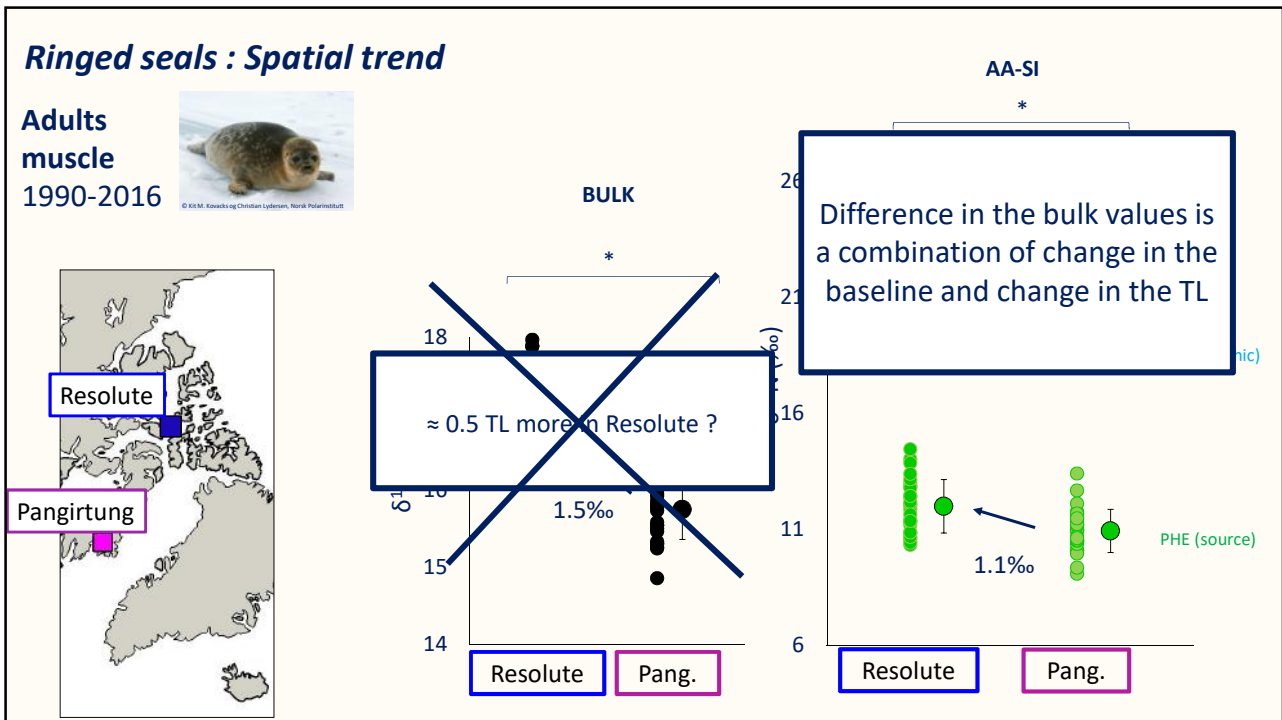 Ringed seals : Spatial trend
Adults
muscle
1990-2016
© Kit M. Kovacks og Christian Lydersen, Norsk Polarinstitutt
Resolute
Pangirtung
BULK
*
18
≈ 0.5 TL more in Resolute ?
1.5‰
15
14
Resolute
Pang.
AA-SI
*
26
Difference in the bulk values is
a combination of change in the
baseline and change in the TL
21
(‰)
16
11
1.1‰
PHE (source)
6
Resolute
Pang.